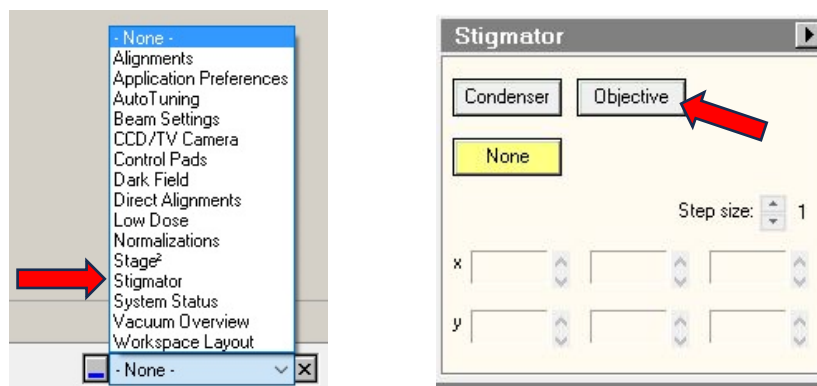 - None -
Alignments
Application Preferences
AutoTuning
Beam Settings
CCD/TV Camera
Control Pads
Dark Field
Direct Alignments
Low Dose
Normalizations
Stage²
Stigmator
System Status
Vacuum Overview
Workspace Layout
- None -
Stigmator
Condenser Objective
None
Step size: 1
x
y